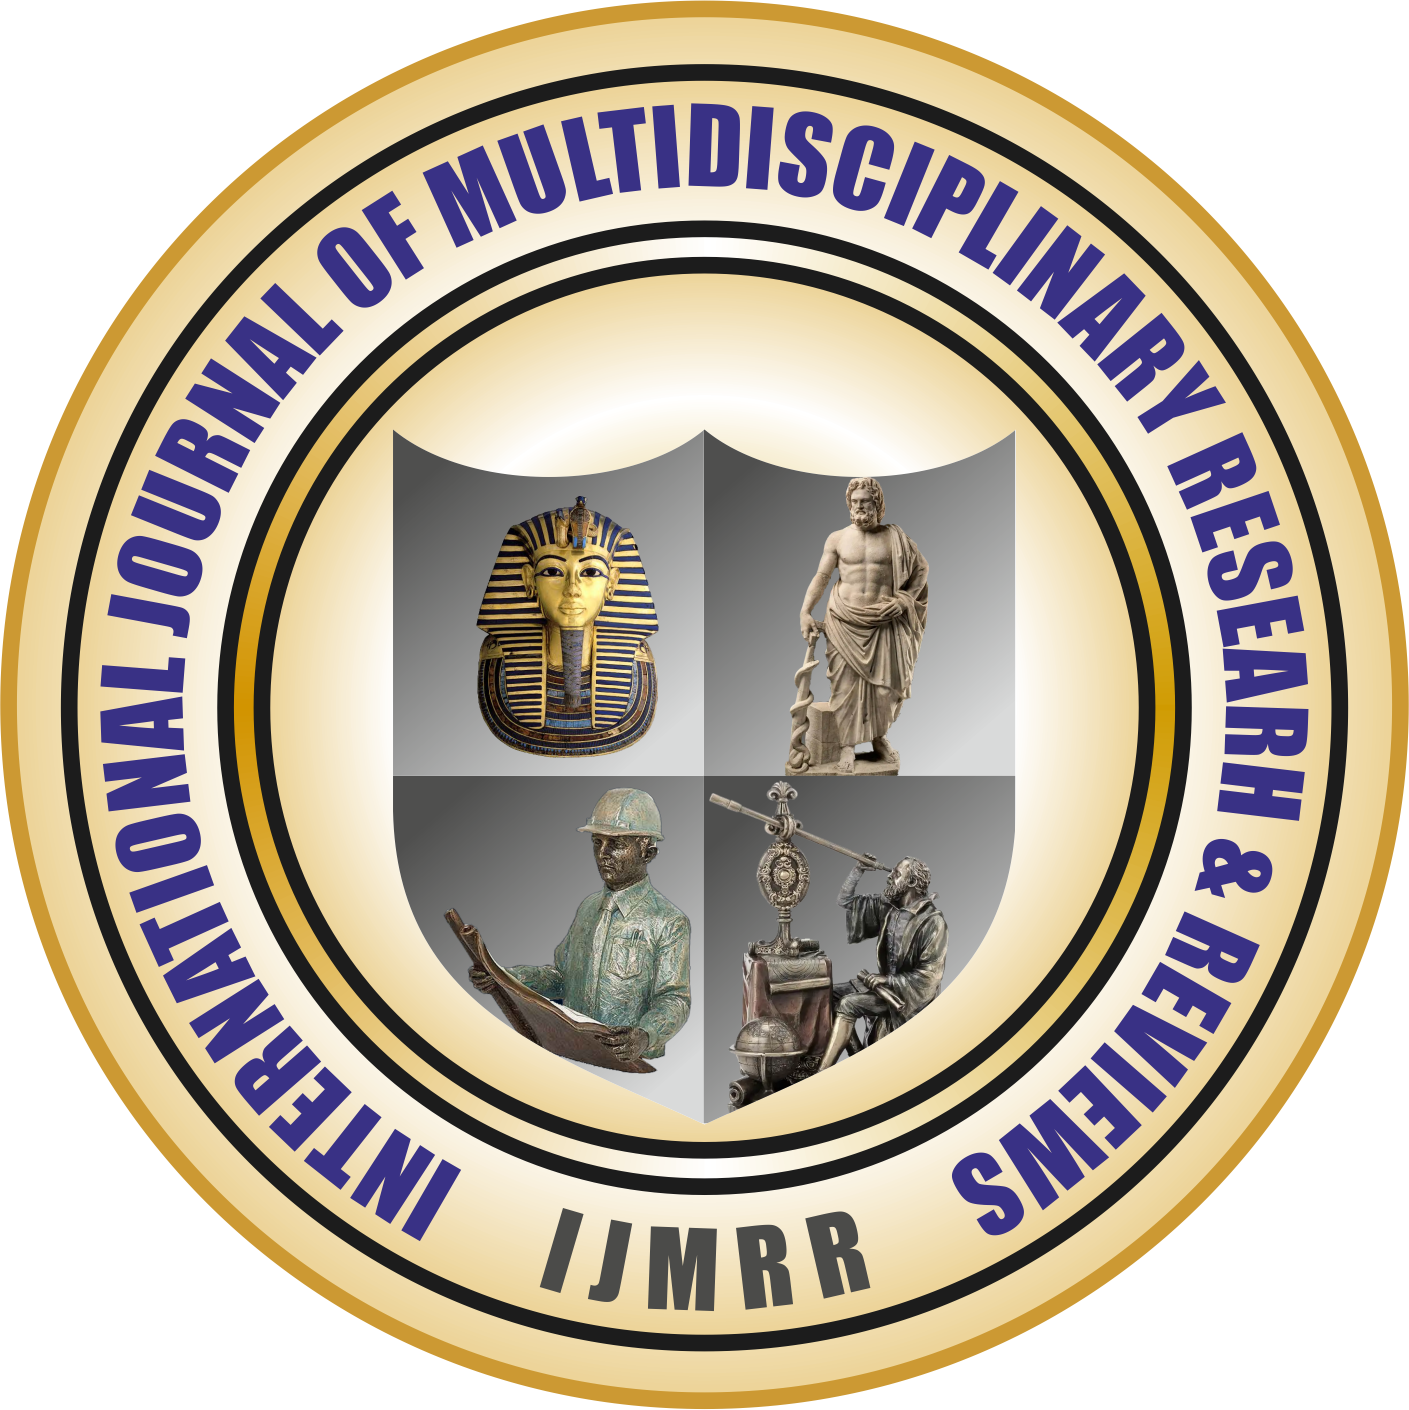 INTERNATIONAL JOURNAL OF MULTIDISCIPLINARY RESEARH & REVIEWS
IJMRR